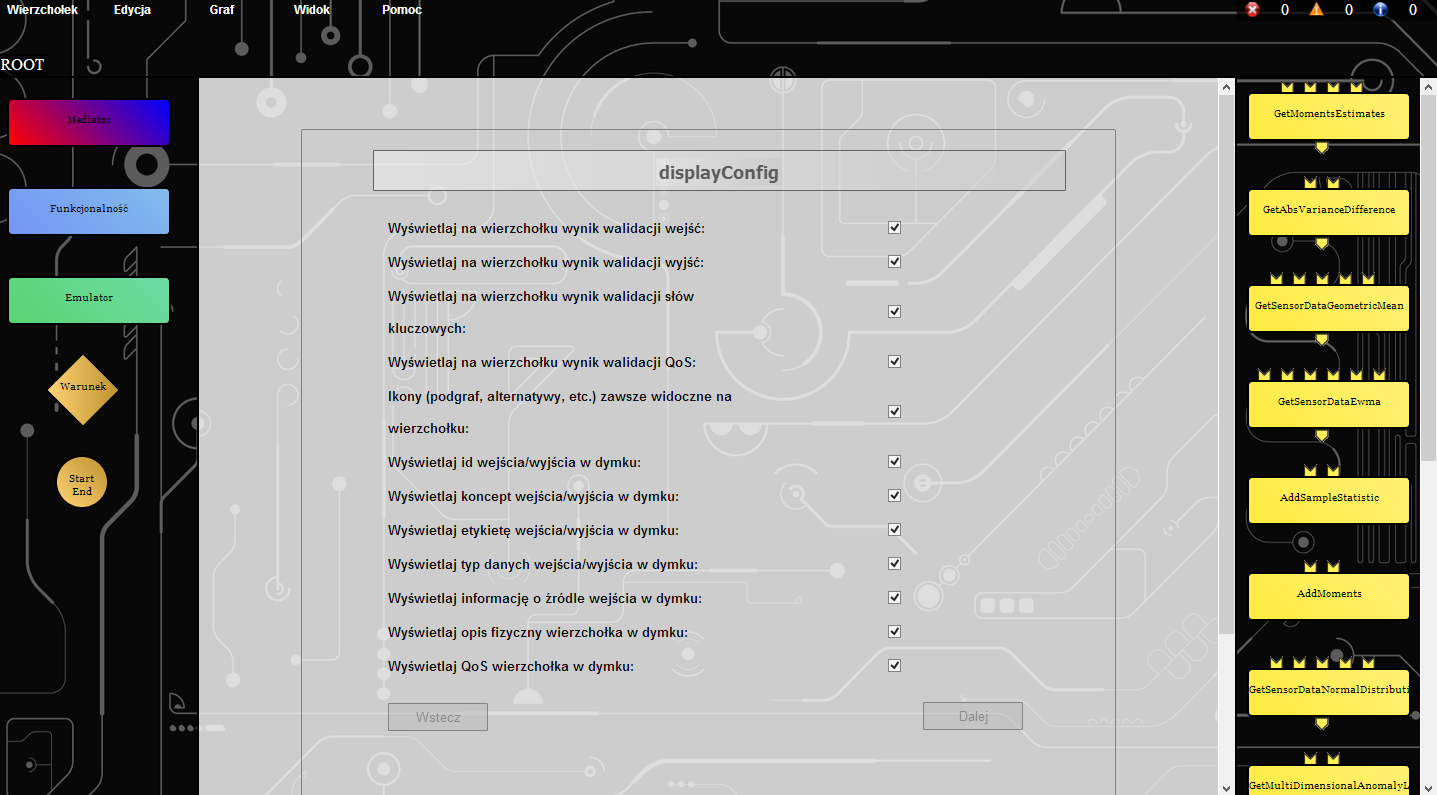 Wierzchołek Edycja Graf Widok Pomoc 0 0 0
ROOT
Mediator
Funkcjonalność
Emulator
Warunek
Start
End
displayConfig
Wyświetlaj na wierzchołku wynik walidacji wejść:
Wyświetlaj na wierzchołku wynik walidacji wyjść:
Wyświetlaj na wierzchołku wynik walidacji słów
kluczowych:
Wyświetlaj na wierzchołku wynik walidacji QoS:
Ikony (podgraf, alternatywy, etc.) zawsze widoczne na
wierzchołku:
Wyświetlaj id wejścia/wyjścia w dymku:
Wyświetlaj koncept wejścia/wyjścia w dymku:
Wyświetlaj etykietę wejścia/wyjścia w dymku:
Wyświetlaj typ danych wejścia/wyjścia w dymku:
Wyświetlaj informację o źródle wejścia w dymku:
Wyświetlaj opis fizyczny wierzchołka w dymku:
Wyświetlaj QoS wierzchołka w dymku:
Wstecz Dalej
GetMomentsEstimates
GetAbsVarianceDifference
GetSensorDataGeometricMean
GetSensorDataEwma
AddSampleStatistic
AddMoments
GetSensorDataNormalDistributi
GetMultiDimensionalAnomalyL